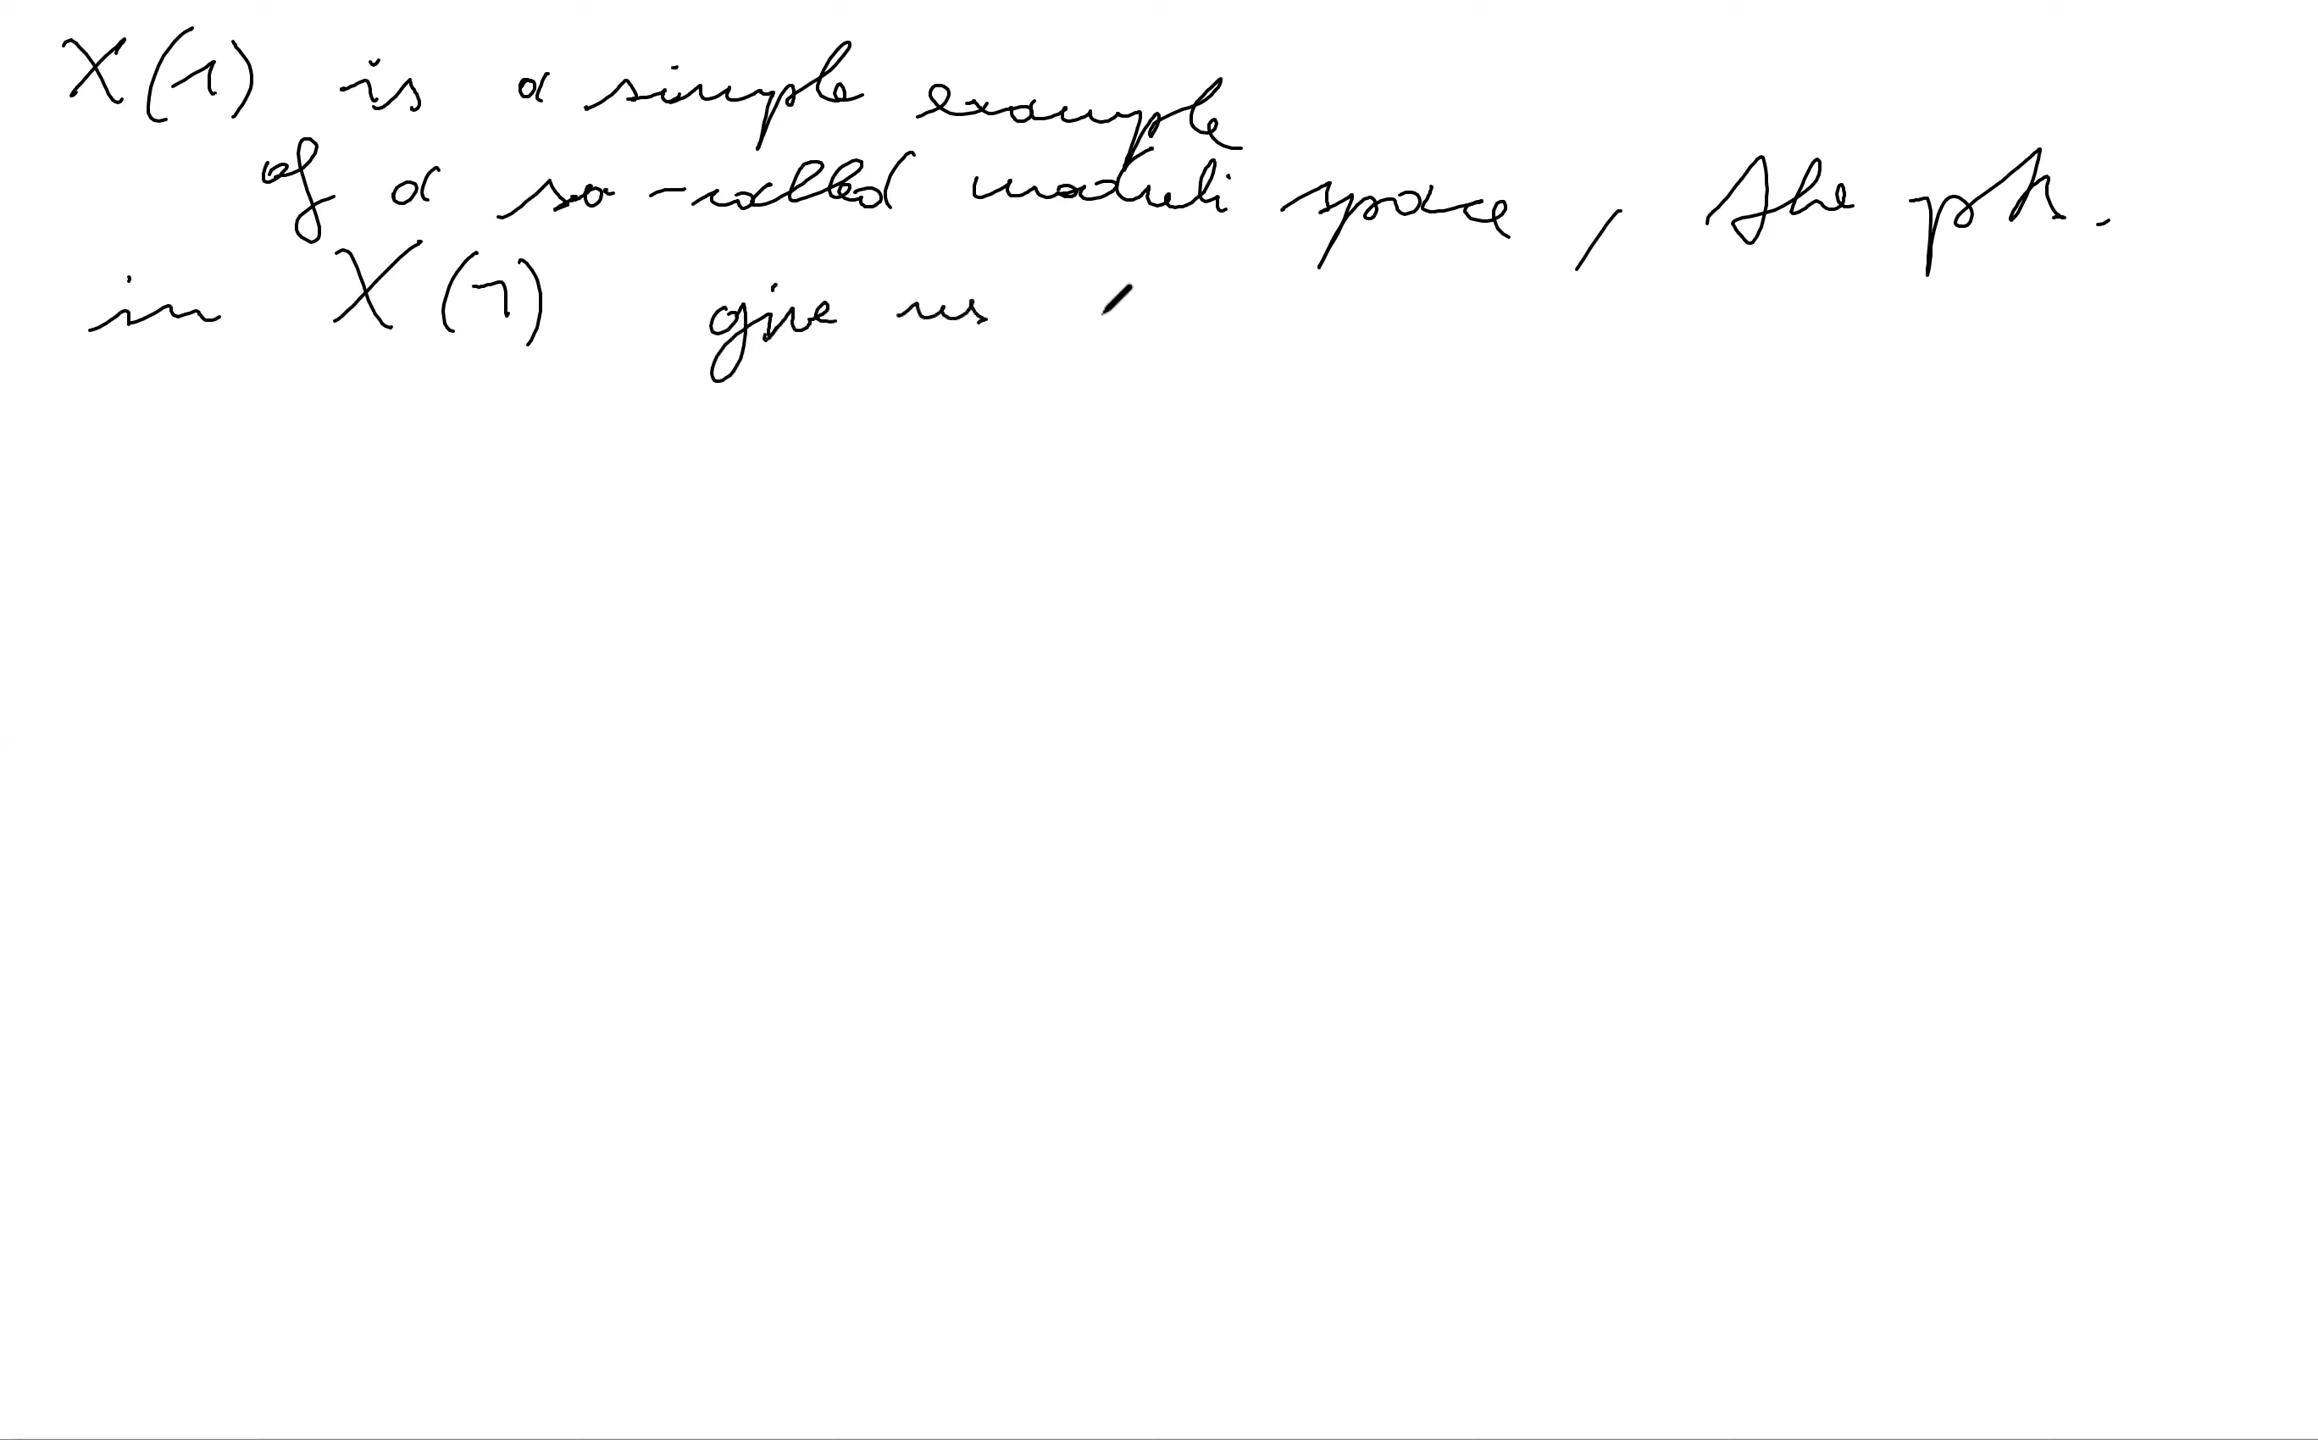 X(1) is a simple example
of a so-called moduli space, the pts.
in X(1) give us